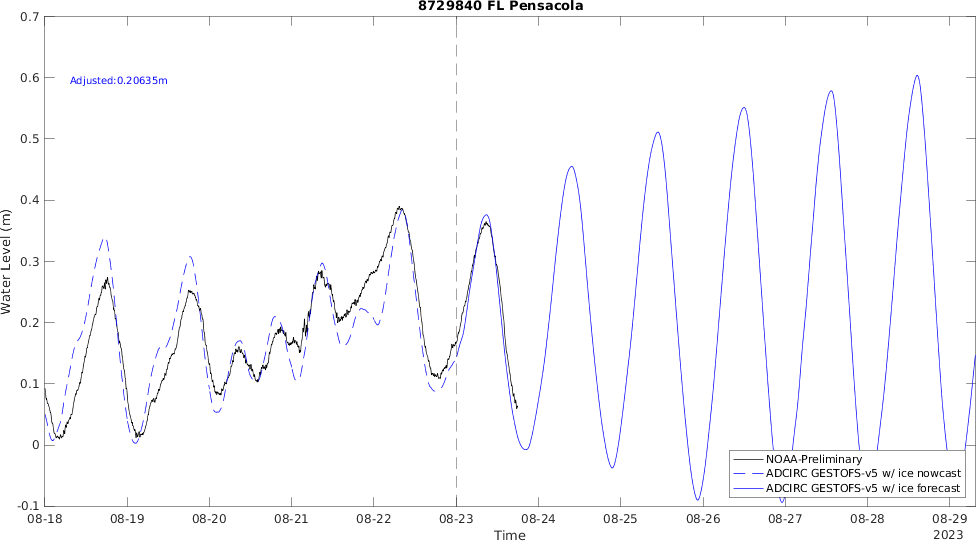 8729840 FL Pensacola
0.7
0.6
0.5
0.4
0.3
0.2
0.1
0
-0.1
Water Level (m)
Adjusted:0.20635m
NOAA-Preliminary
ADCIRC GESTOFS-v5 w/ ice nowcast
ADCIRC GESTOFS-v5 w/ ice forecast
08-18 08-19 08-20 08-21 08-22 08-23 08-24 08-25 08-26 08-27 08-28 08-29
Time
2023